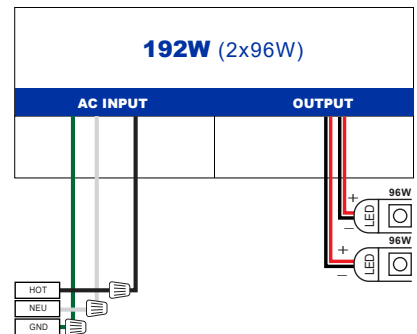 192W (2x96W)
AC INPUT
OUTPUT
96W
+
LED
–
96W
+
LED
–
HOT
NEU
GND